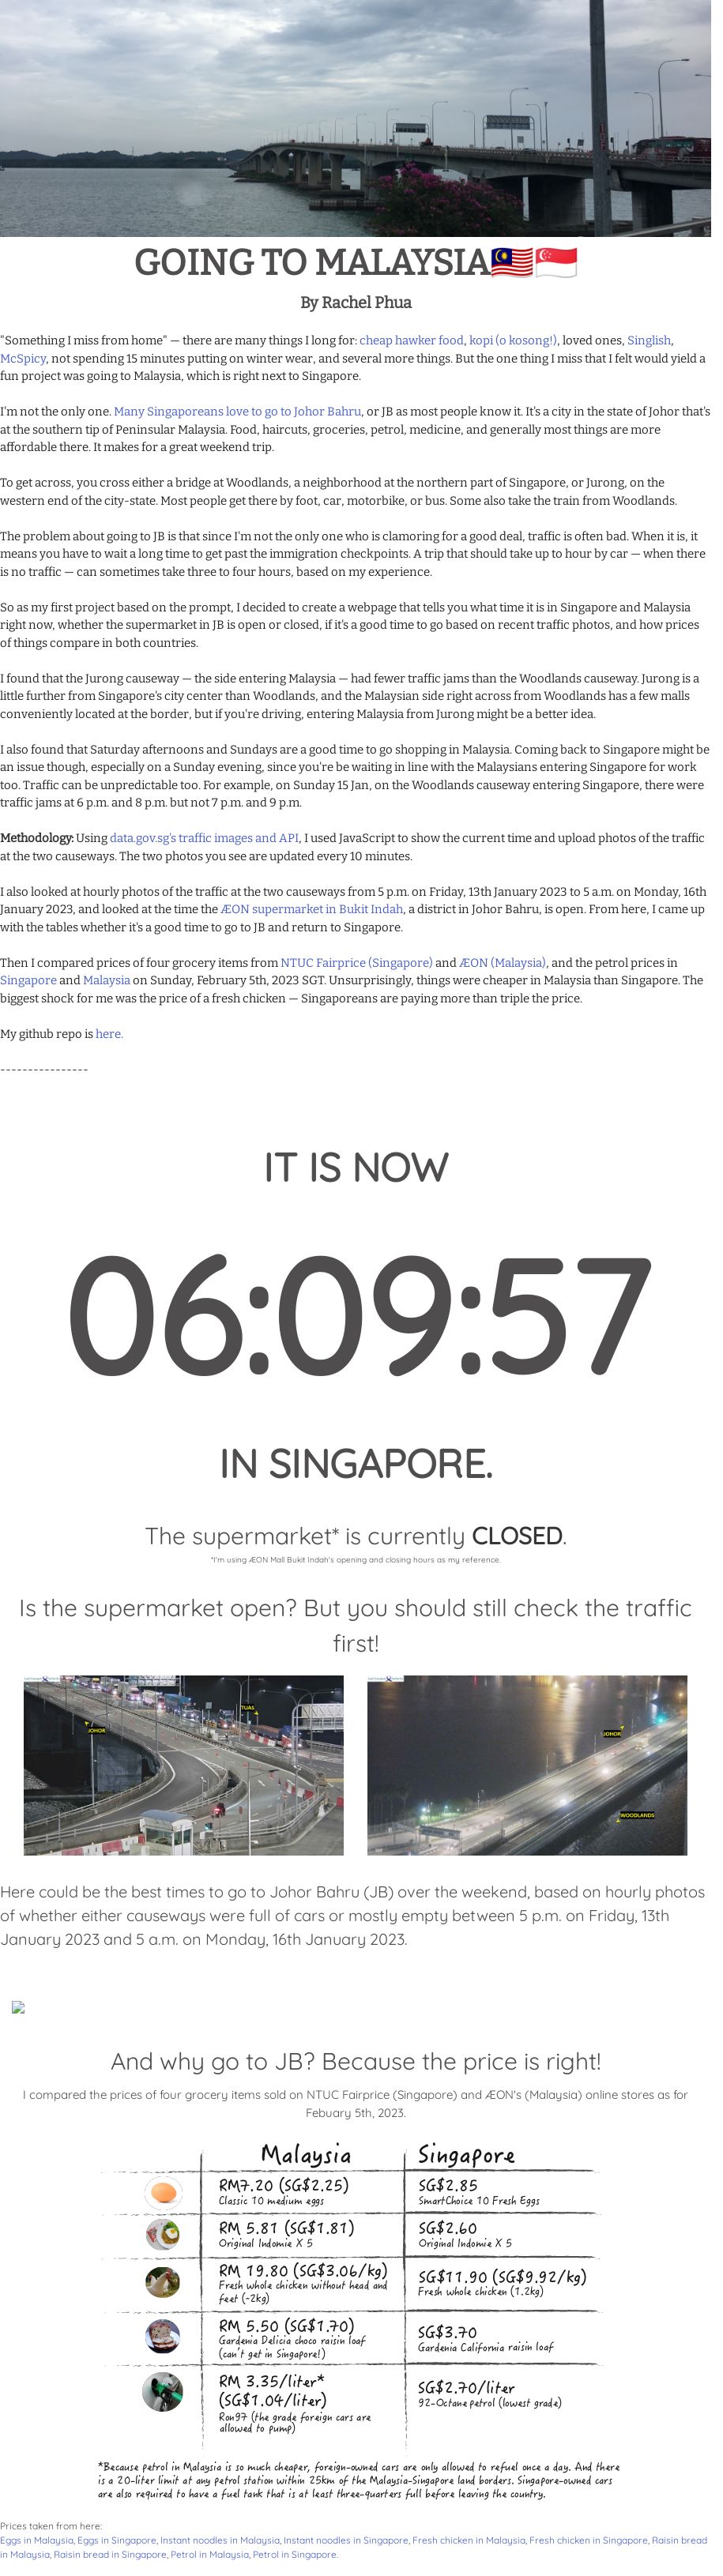 GOING TO MALAYSIA🇲🇾🇸🇬
By Rachel Phua
"Something I miss from home" — there are many things I long for: cheap hawker food, kopi (o kosong!), loved ones, Singlish,
McSpicy, not spending 15 minutes putting on winter wear, and several more things. But the one thing I miss that I felt would yield a
fun project was going to Malaysia, which is right next to Singapore.
I'm not the only one. Many Singaporeans love to go to Johor Bahru, or JB as most people know it. It's a city in the state of Johor that's
at the southern tip of Peninsular Malaysia. Food, haircuts, groceries, petrol, medicine, and generally most things are more
affordable there. It makes for a great weekend trip.
To get across, you cross either a bridge at Woodlands, a neighborhood at the northern part of Singapore, or Jurong, on the
western end of the city-state. Most people get there by foot, car, motorbike, or bus. Some also take the train from Woodlands.
The problem about going to JB is that since I'm not the only one who is clamoring for a good deal, traffic is often bad. When it is, it
means you have to wait a long time to get past the immigration checkpoints. A trip that should take up to hour by car — when there
is no traffic — can sometimes take three to four hours, based on my experience.
So as my first project based on the prompt, I decided to create a webpage that tells you what time it is in Singapore and Malaysia
right now, whether the supermarket in JB is open or closed, if it's a good time to go based on recent traffic photos, and how prices
of things compare in both countries.
I found that the Jurong causeway — the side entering Malaysia — had fewer traffic jams than the Woodlands causeway. Jurong is a
little further from Singapore's city center than Woodlands, and the Malaysian side right across from Woodlands has a few malls
conveniently located at the border, but if you're driving, entering Malaysia from Jurong might be a better idea.
I also found that Saturday afternoons and Sundays are a good time to go shopping in Malaysia. Coming back to Singapore might be
an issue though, especially on a Sunday evening, since you're be waiting in line with the Malaysians entering Singapore for work
too. Traffic can be unpredictable too. For example, on Sunday 15 Jan, on the Woodlands causeway entering Singapore, there were
traffic jams at 6 p.m. and 8 p.m. but not 7 p.m. and 9 p.m.
Methodology: Using data.gov.sg's traffic images and API, I used JavaScript to show the current time and upload photos of the traffic
at the two causeways. The two photos you see are updated every 10 minutes.
I also looked at hourly photos of the traffic at the two causeways from 5 p.m. on Friday, 13th January 2023 to 5 a.m. on Monday, 16th
January 2023, and looked at the time the ÆON supermarket in Bukit Indah, a district in Johor Bahru, is open. From here, I came up
with the tables whether it's a good time to go to JB and return to Singapore.
Then I compared prices of four grocery items from NTUC Fairprice (Singapore) and ÆON (Malaysia), and the petrol prices in
Singapore and Malaysia on Sunday, February 5th, 2023 SGT. Unsurprisingly, things were cheaper in Malaysia than Singapore. The
biggest shock for me was the price of a fresh chicken — Singaporeans are paying more than triple the price.
My github repo is here.
----------------
IT IS NOW
06:09:57
IN SINGAPORE.
The supermarket* is currently CLOSED.
*I'm using ÆON Mall Bukit Indah's opening and closing hours as my reference.
Is the supermarket open? But you should still check the traffic
first!
TUAS
JOHOR
JOHOR
WOODLANDS
Here could be the best times to go to Johor Bahru (JB) over the weekend, based on hourly photos
of whether either causeways were full of cars or mostly empty between 5 p.m. on Friday, 13th
January 2023 and 5 a.m. on Monday, 16th January 2023.
And why go to JB? Because the price is right!
I compared the prices of four grocery items sold on NTUC Fairprice (Singapore) and ÆON's (Malaysia) online stores as for
Febuary 5th, 2023.
Malaysia Singapore
RM7.20 (SG$2.25) SG$2.85
Classic 10 medium eggs SmartChoice 10 Fresh Eggs
RM 5.81 (SG$1.81) SG$2.60
Original Indomie X 5 Original Indomie X 5
RM 19.80 (SG$3.06/kg) SG$11.90 (SG$9.92/kg)
Fresh whole chicken without head and Fresh whole chicken (1.2kg)
feet (~2kg)
RM 5.50 (SG$1.70) SG$3.70
Gardenia Delicia choco raisin loaf Gardenia California raisin loaf
(can't get in Singapore!)
RM 3.35/liter* SG$2.70/liter
(SG$1.04/liter) 92-Octane petrol (lowest grade)
Ron97 (the grade foreign cars are
allowed to pump)
*Because petrol in Malaysia is so much cheaper, foreign-owned cars are only allowed to refuel once a day. And there
is a 20-liter limit at any petrol station within 25km of the Malaysia-Singapore land borders. Singapore-owned cars
are also required to have a fuel tank that is at least three-quarters full before leaving the country.
Prices taken from here:
Eggs in Malaysia, Eggs in Singapore, Instant noodles in Malaysia, Instant noodles in Singapore, Fresh chicken in Malaysia, Fresh chicken in Singapore, Raisin bread
in Malaysia, Raisin bread in Singapore, Petrol in Malaysia, Petrol in Singapore.